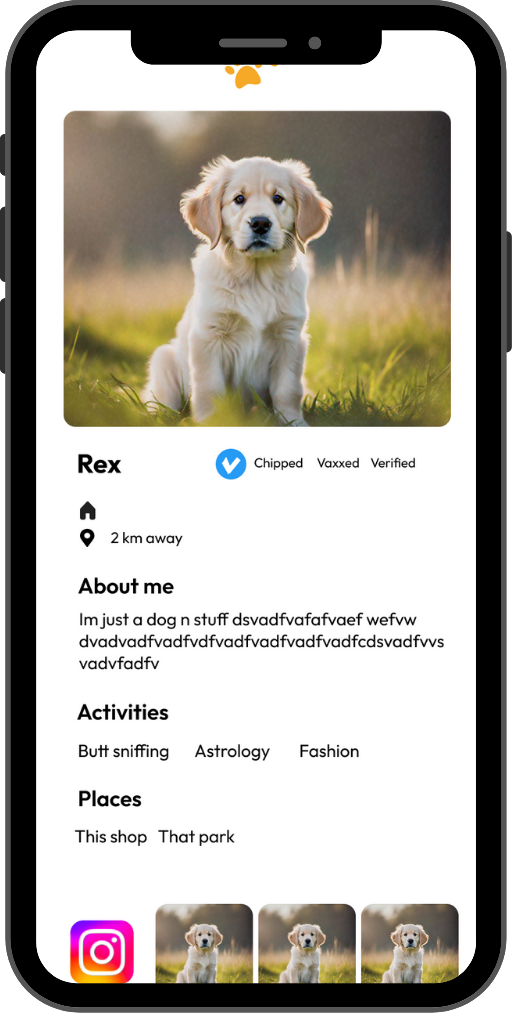 Rex
Chipped Vaxxed Verified
2 km away
About me
Im just a dog n stuff dsvadfvafafvaef wefvw
dvadvadfvadfvdfvadfvadfvadfvadfcdsvadfvvs
vadvfadfv
Activities
Butt sniffing Astrology Fashion
Places
This shop That park